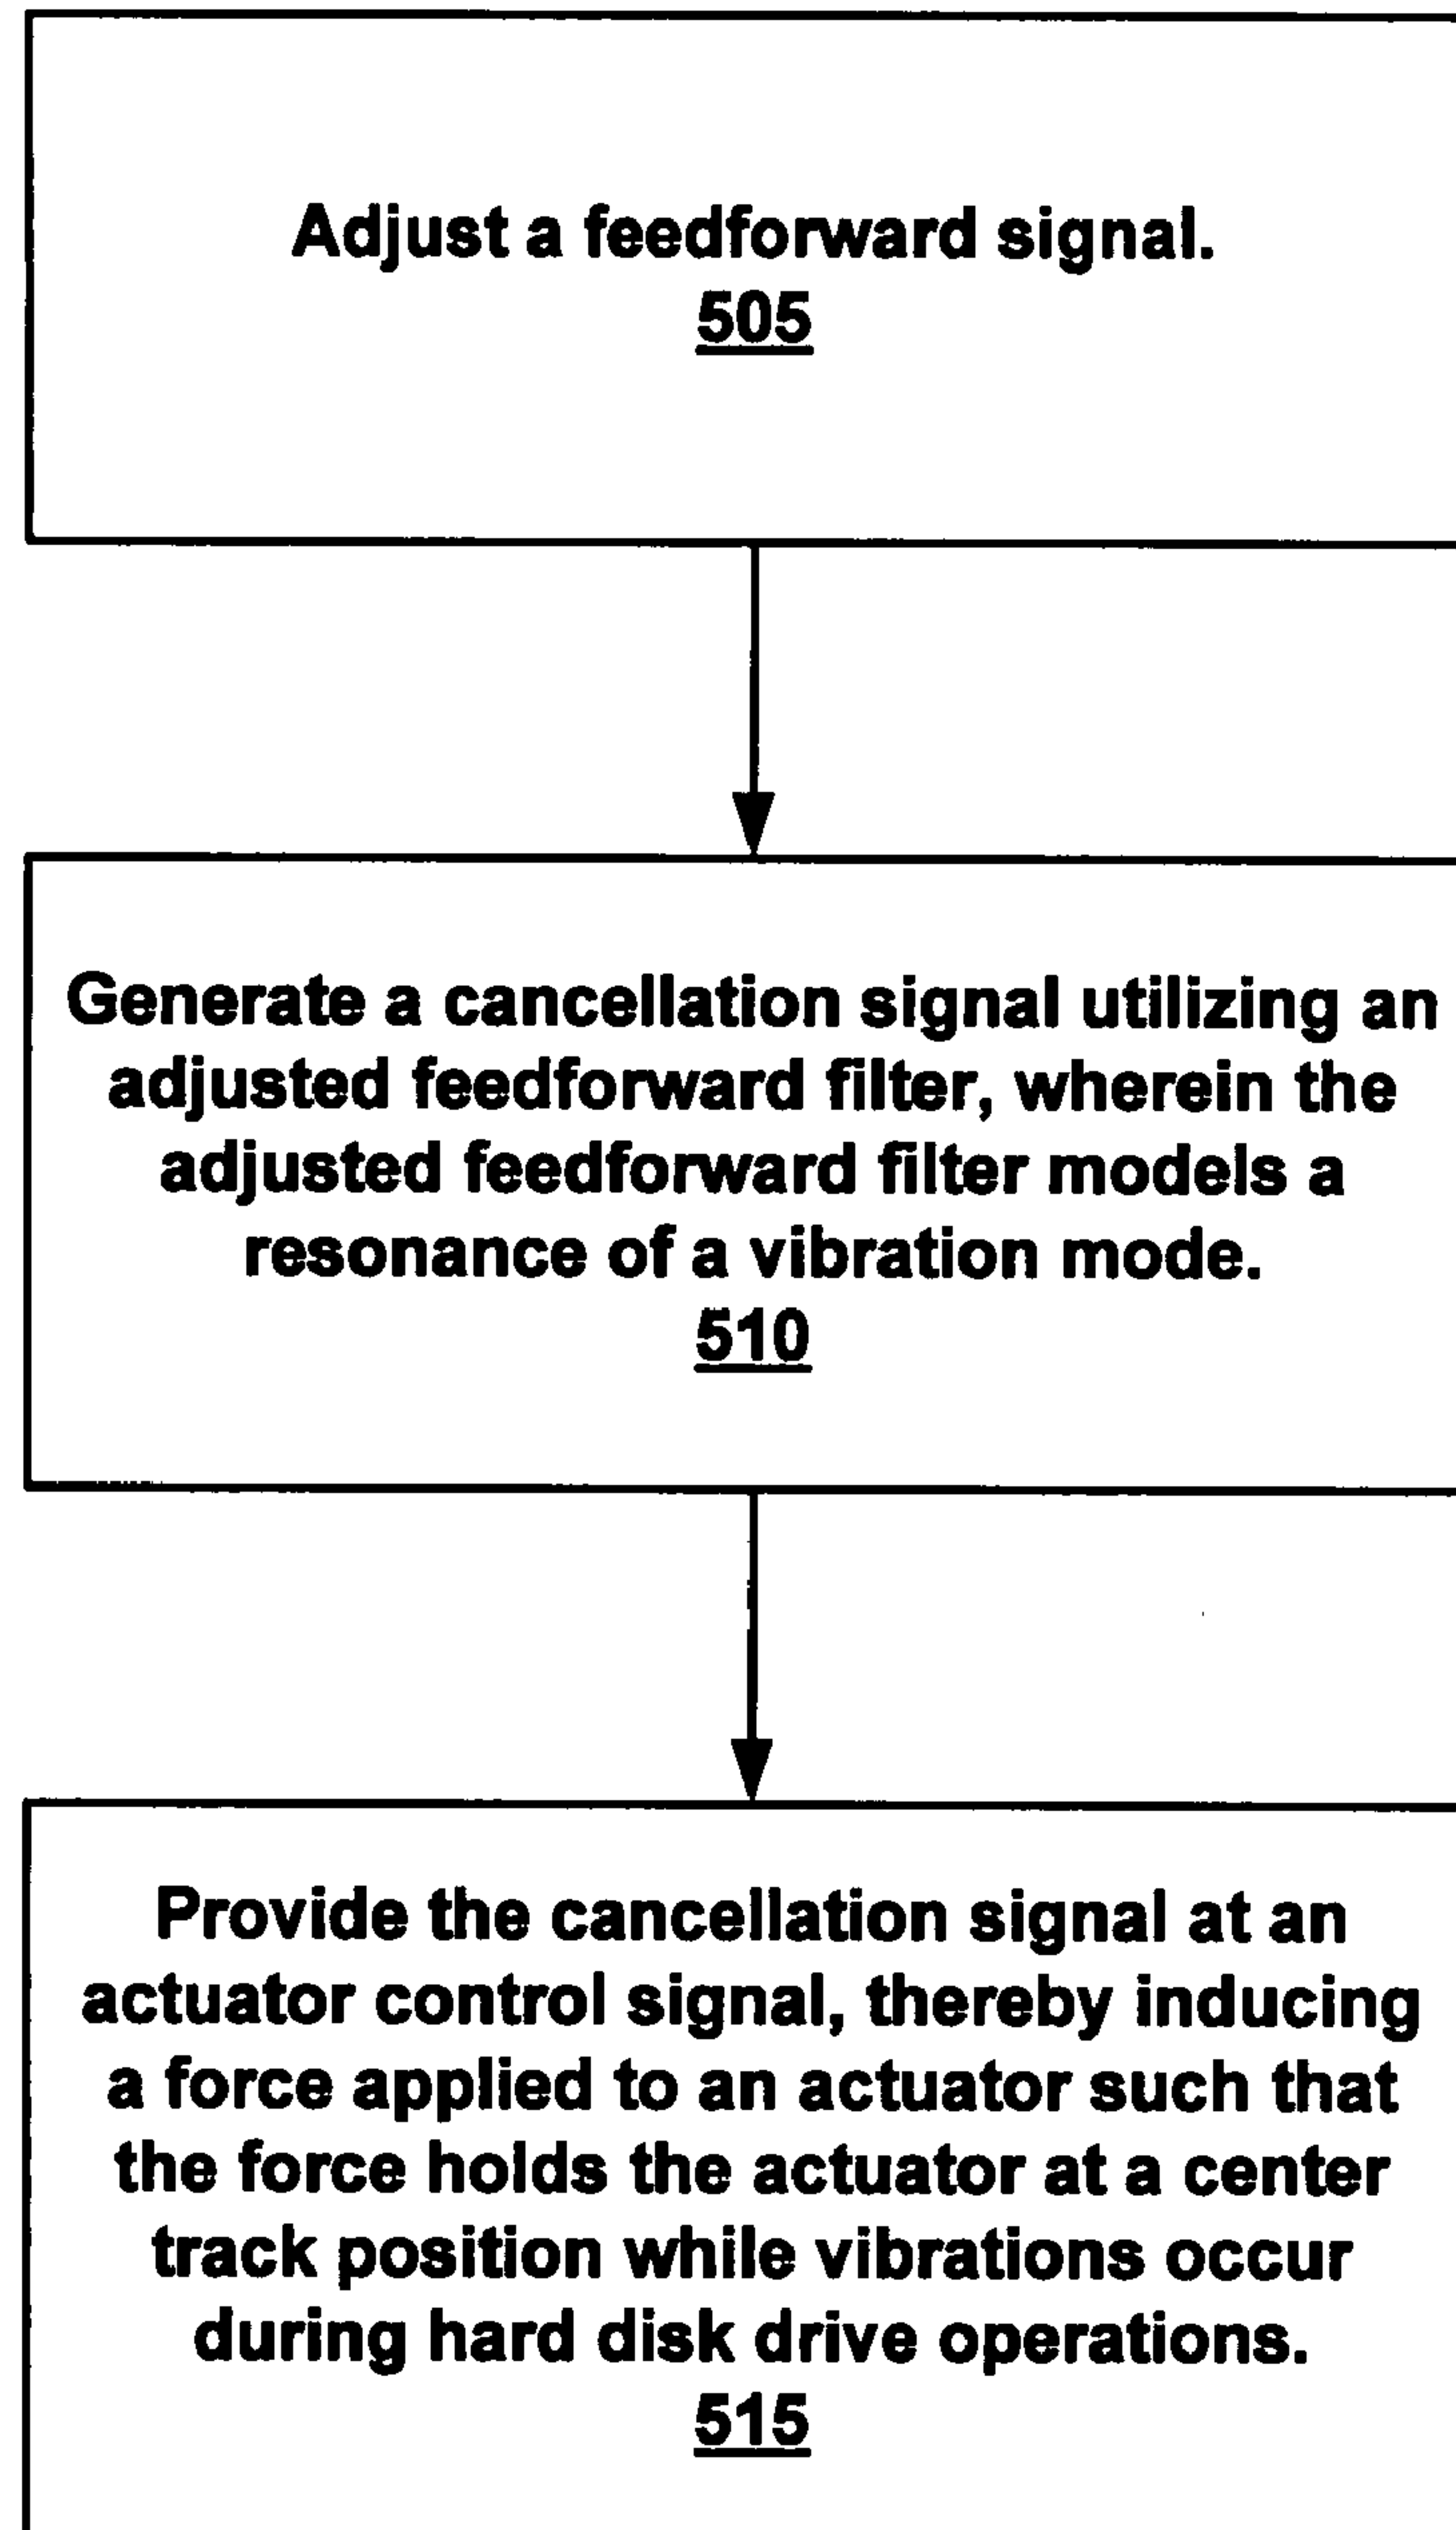 Adjust a feedforward signal.
505
Generate a cancellation signal utilizing an
adjusted feedforward filter, wherein the
adjusted feedforward filter models a
resonance of a vibration mode.
510
Provide the cancellation signal at an
actuator control signal, thereby inducing
a force applied to an actuator such that
the force holds the actuator at a center
track position while vibrations occur
during hard disk drive operations.
515